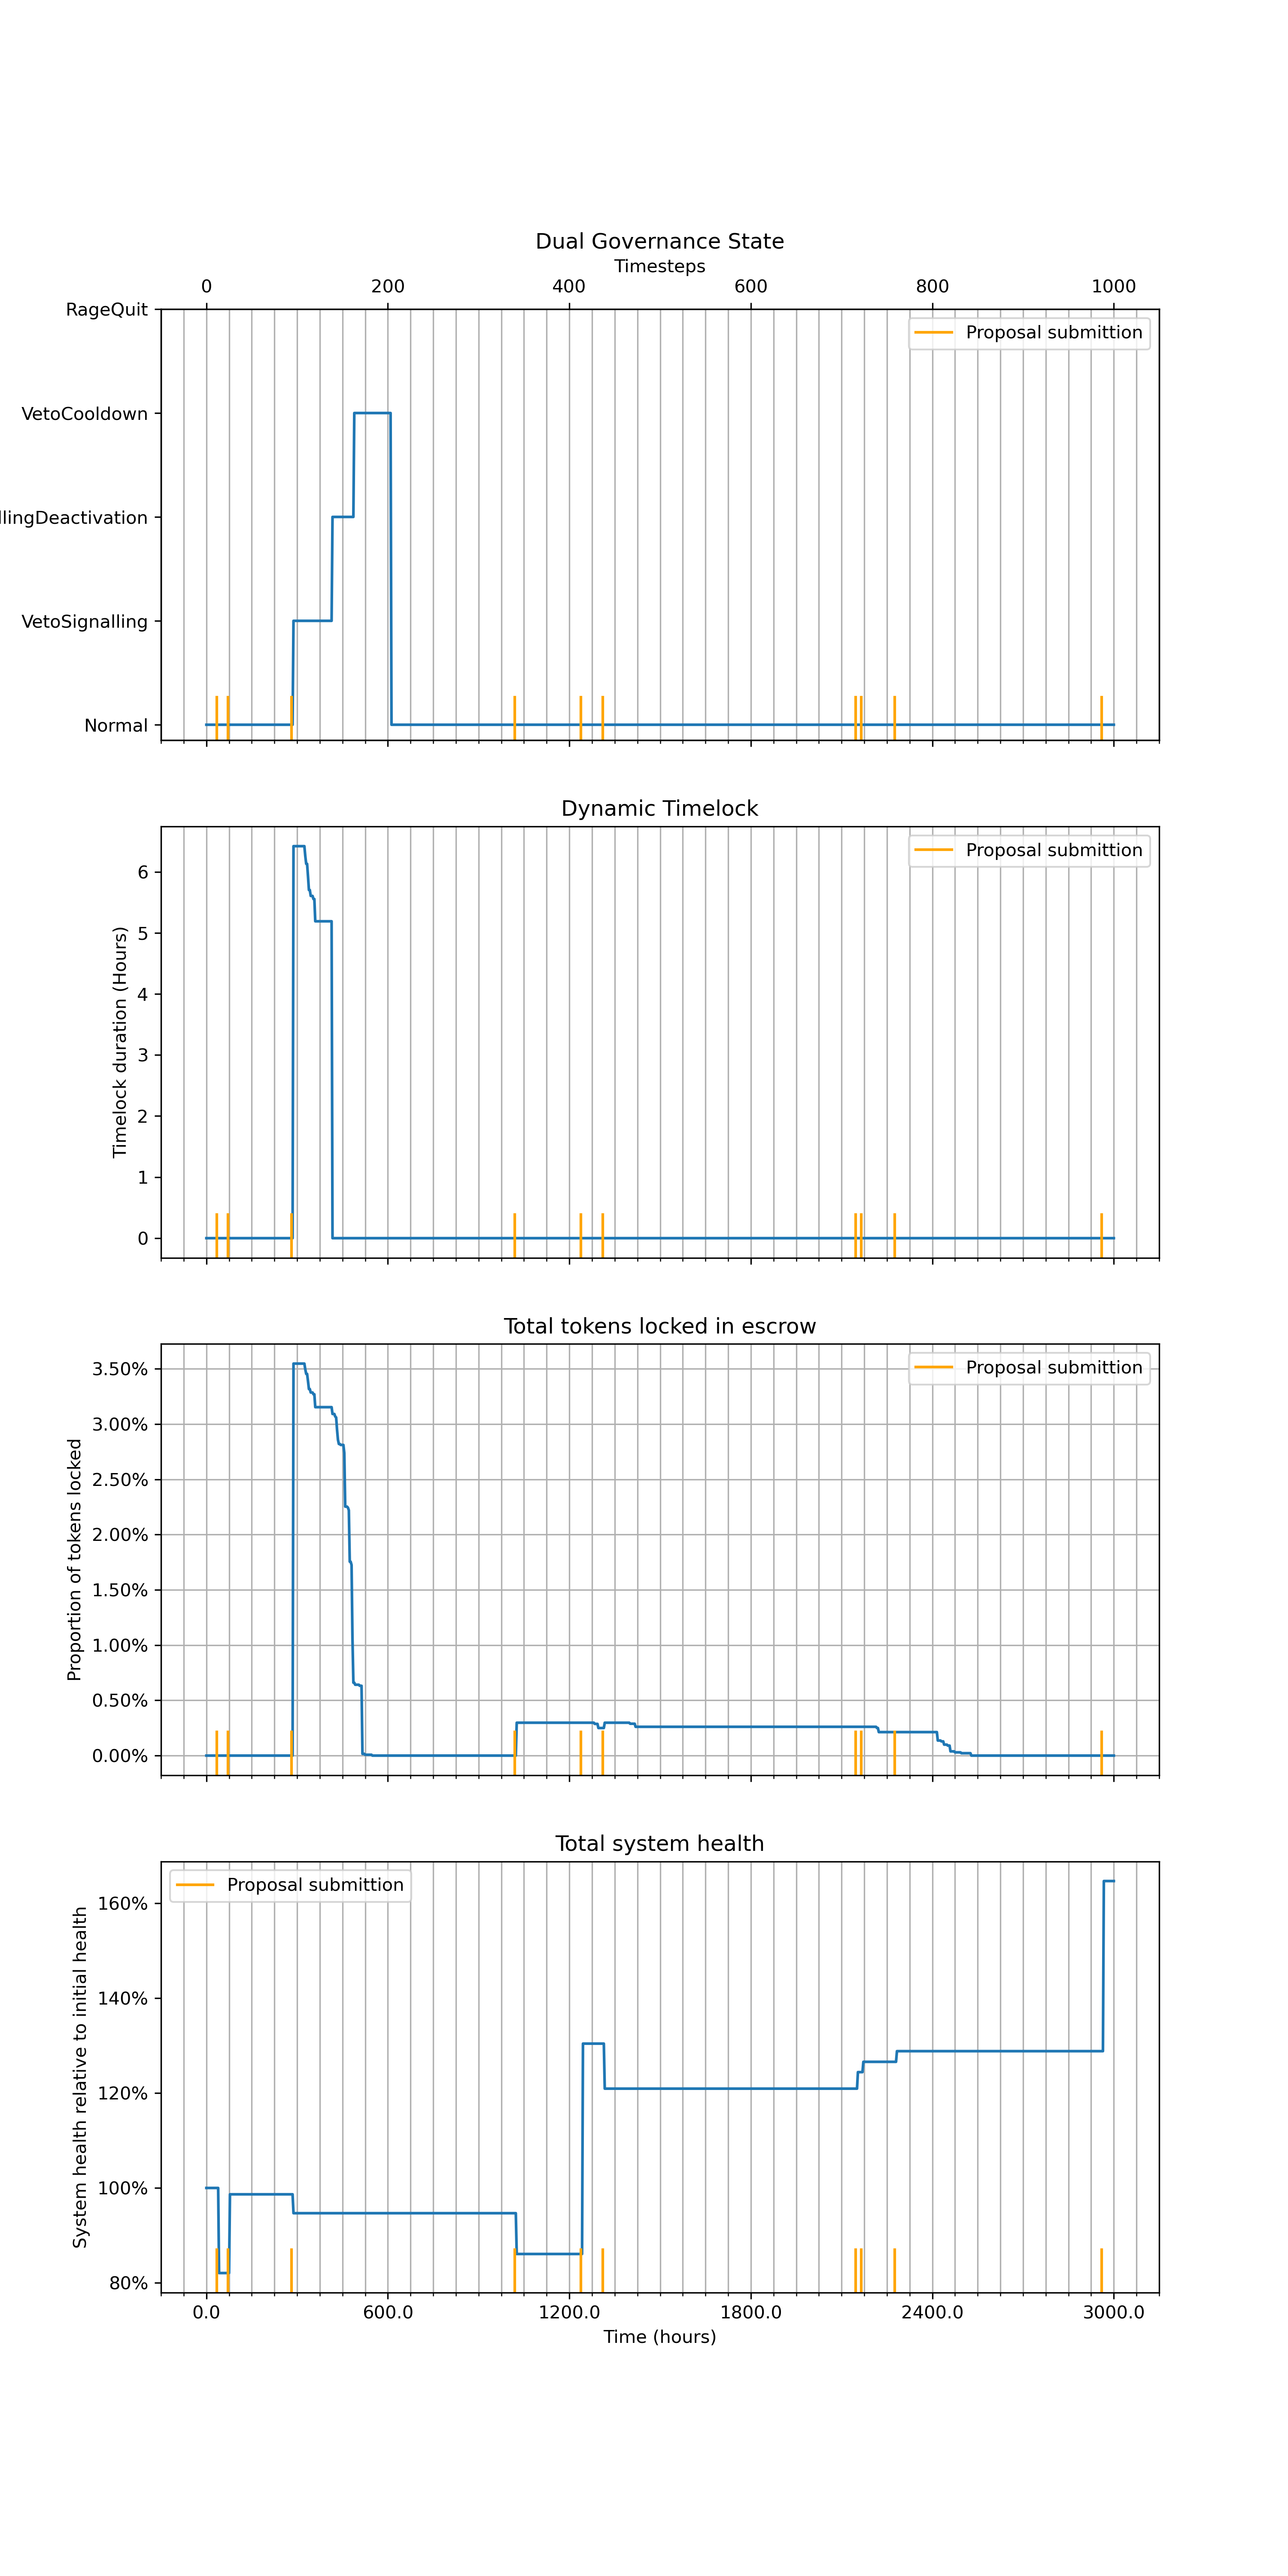 Dual Governance State
Timesteps
0 200 400 600 800 1000
RageQuit
Proposal submittion
VetoCooldown
llingDeactivation
VetoSignalling
Normal
Dynamic Timelock
Proposal submittion
Timelock duration (Hours)
6
5
4
3
2
1
0
Total tokens locked in escrow
Proposal submittion
Proportion of tokens locked
3.50%
3.00%
2.50%
2.00%
1.50%
1.00%
0.50%
0.00%
Total system health
Proposal submittion
System health relative to initial health
160%
140%
120%
100%
80%
0.0 600.0 1200.0 1800.0 2400.0 3000.0
Time (hours)